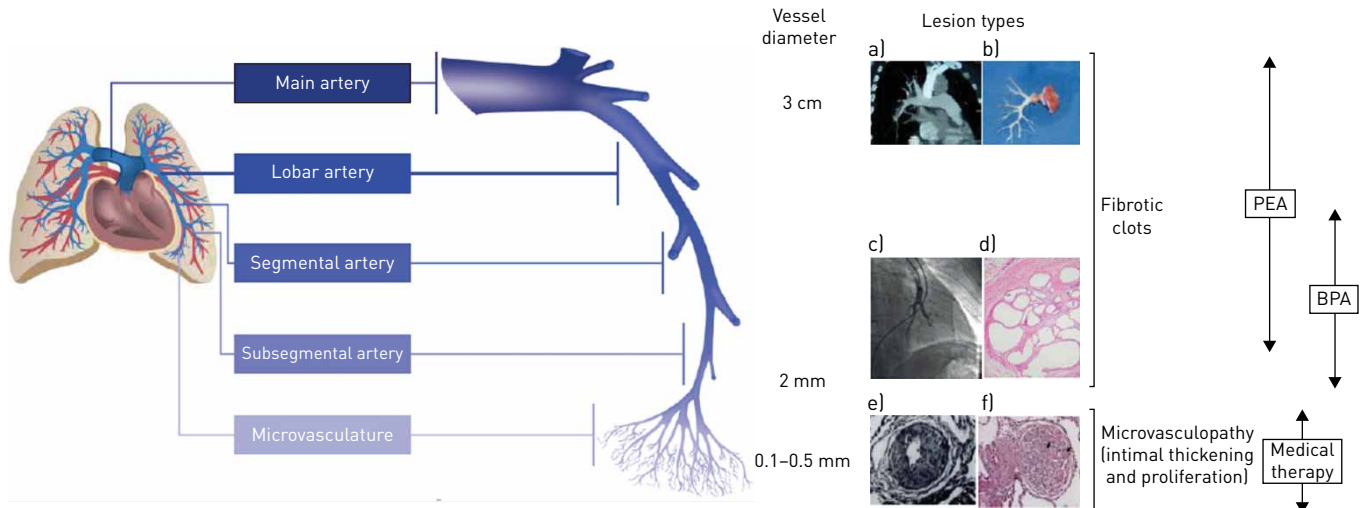 Vessel
diameter
Lesion types
a)
b)
Main artery
3 cm
Lobar artery
Fibrotic
clots
PEA
Segmental artery
c)
d)
BPA
Subsegmental artery
2 mm
e)
f)
Microvasculature
0.1–0.5 mm
Microvasculopathy
(intimal thickening
and proliferation)
Medical
therapy